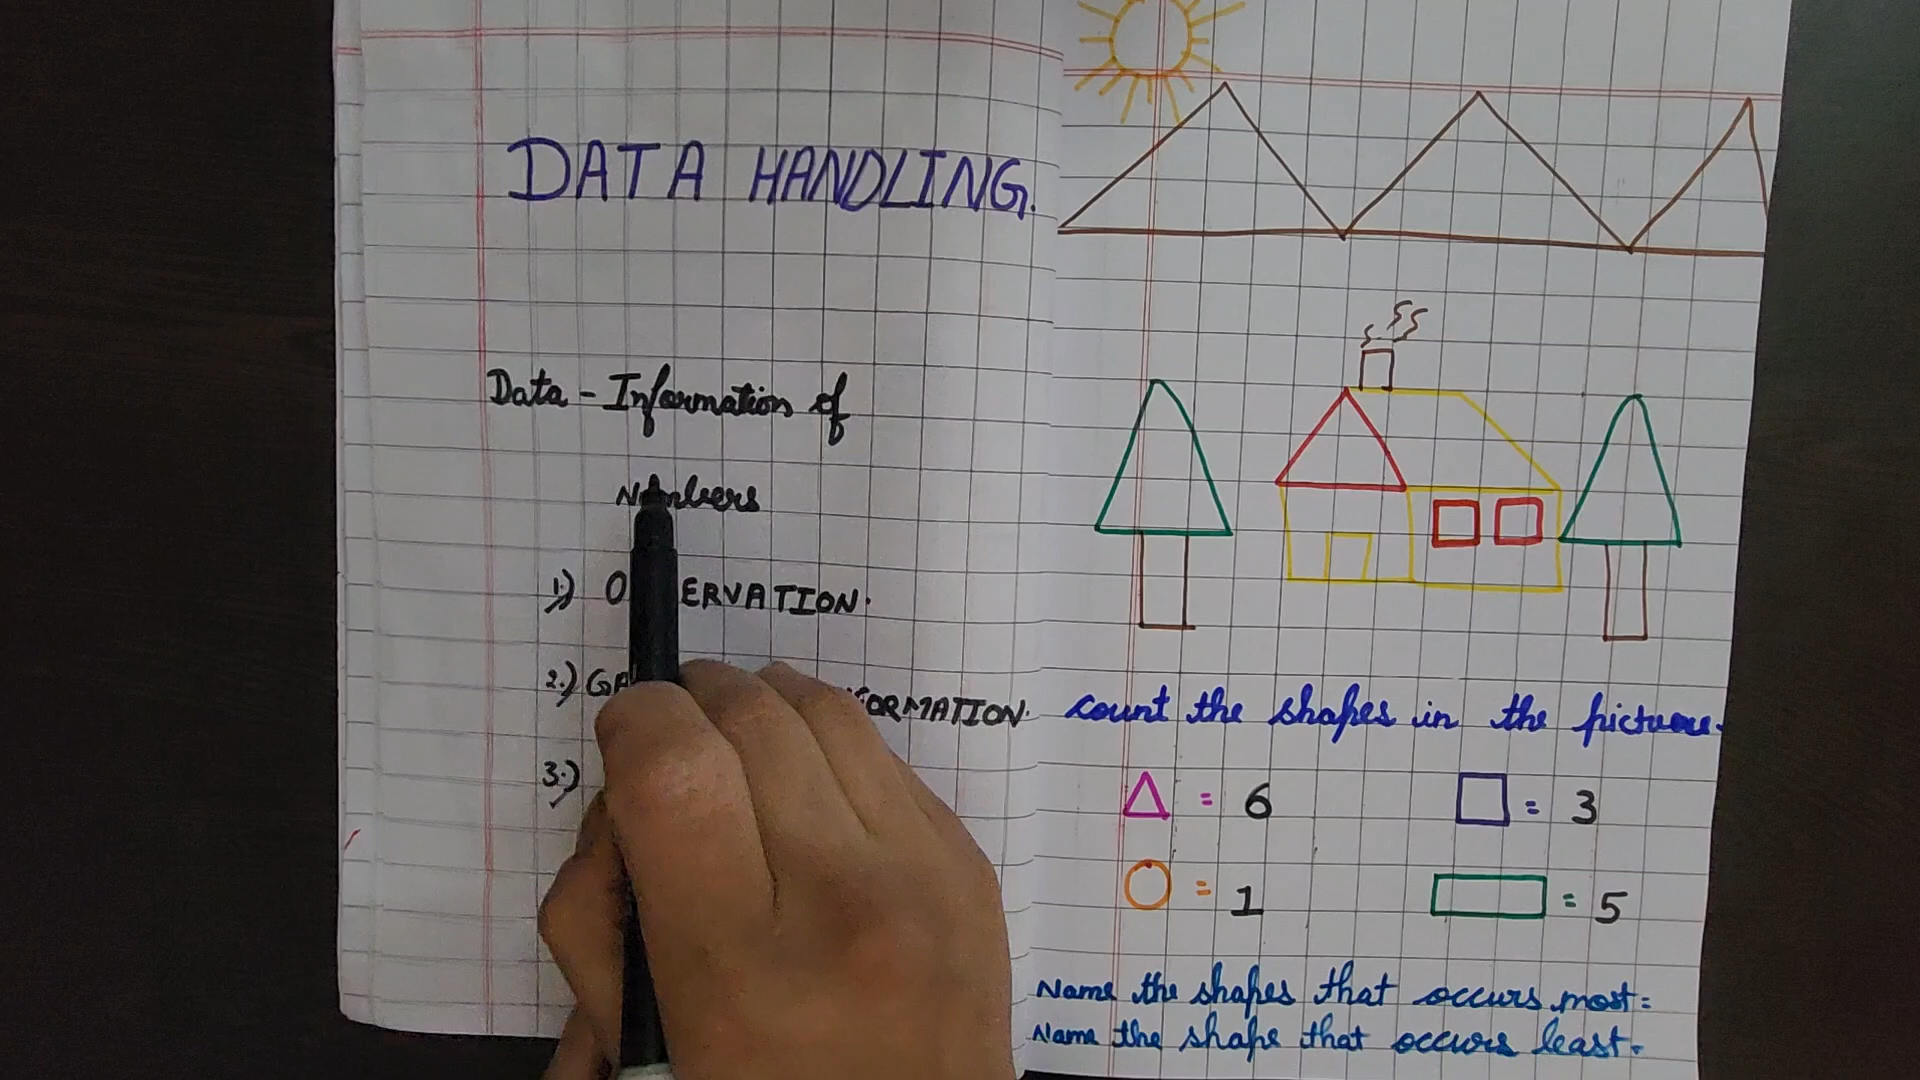 DATA HANDLING.
Data - Information of
Numbers
1.) O ERVATION.
2.) GA ORMATION.
3.)
count the shapes in the picture.
△ = 6 □ = 3
○ = 1 ▭ = 5
Name the shapes that occurs most =
Name the shape that occurs least.